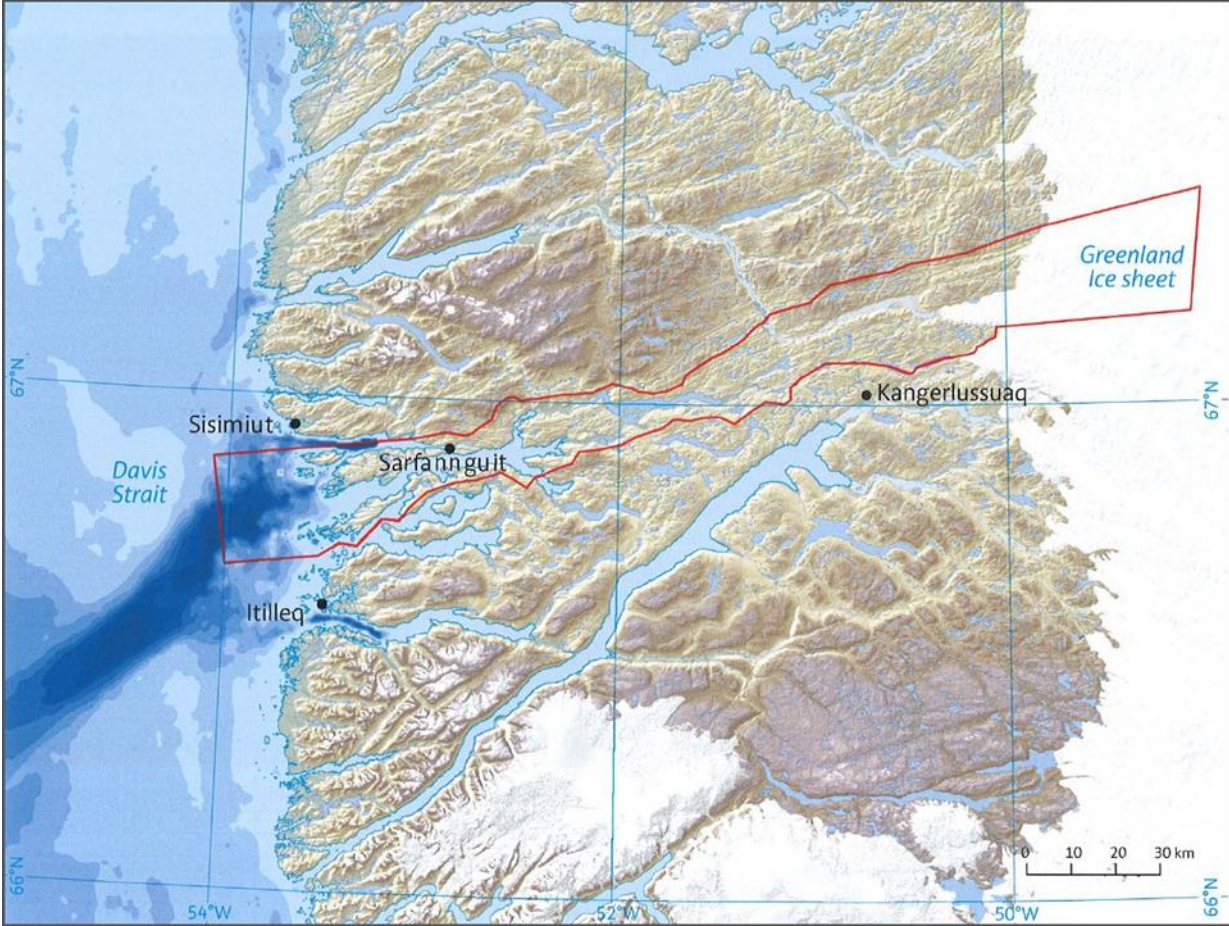 Greenland
Ice sheet
67°N
67°N
Kangerlussuaq
Sisimiut
Sarfannguit
Davis
Strait
Itilleq
0 10 20 30 km
66°N
66°N
54°W
52°W
50°W